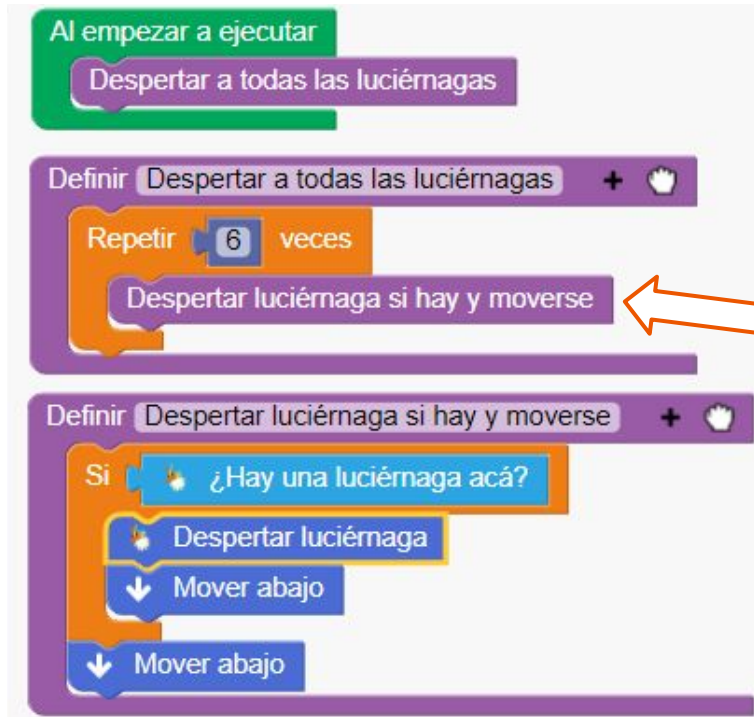 Al empezar a ejecutar
Despertar a todas las luciérnagas
Definir Despertar a todas las luciérnagas +
Repetir 6 veces
Despertar luciérnaga si hay y moverse
Definir Despertar luciérnaga si hay y moverse +
Si ¿Hay una luciérnaga acá?
Despertar luciérnaga
Mover abajo
Mover abajo